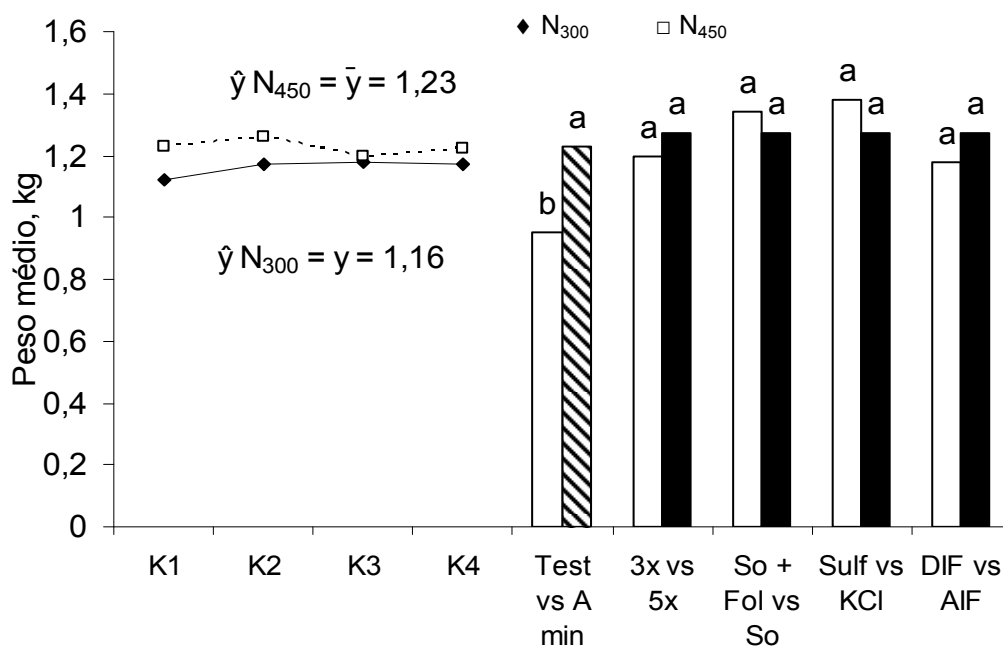 ◆ N₃₀₀ □ N₄₅₀
Peso médio, kg
1,6
1,4
1,2
1
0,8
0,6
0,4
0,2
0
ŷ N₄₅₀ = ȳ = 1,23
ŷ N₃₀₀ = y = 1,16
b
a
a
a
a
a
a
a
a
a
K1
K2
K3
K4
Test
vs A
min
3x vs
5x
So +
Fol vs
So
Sulf vs
KCl
DIF vs
AIF